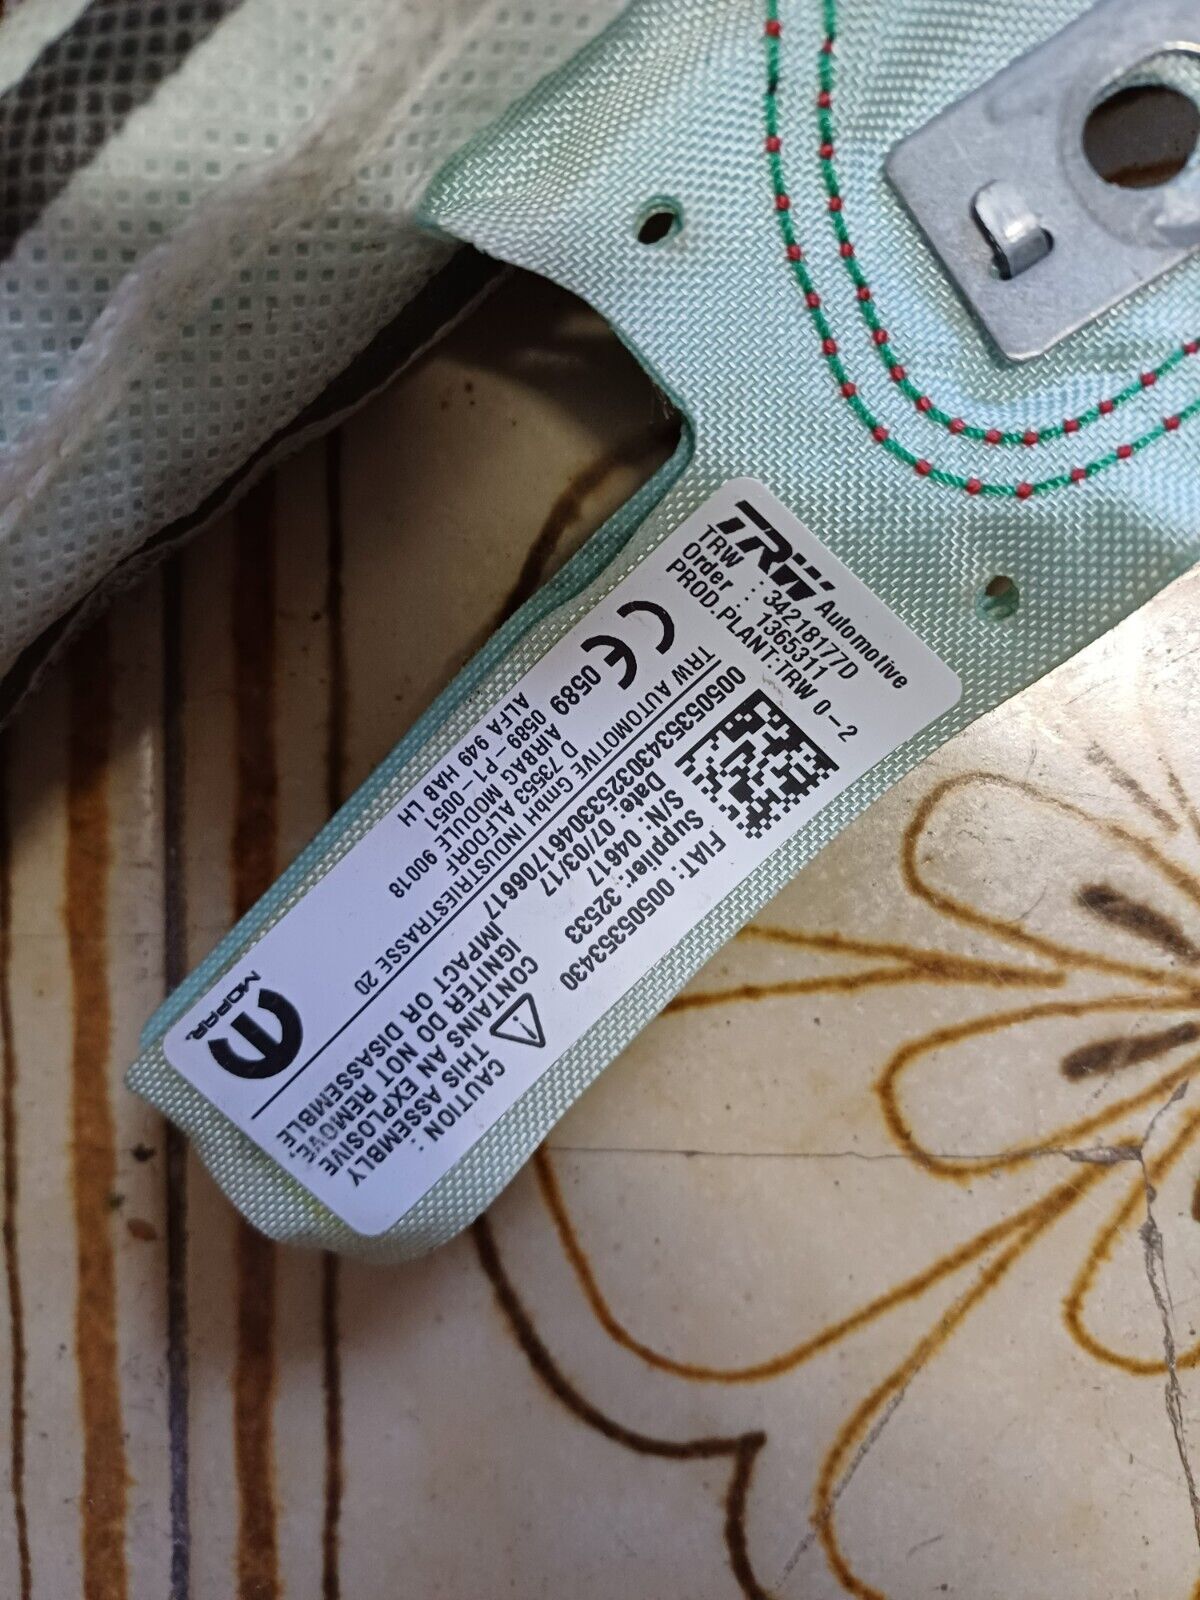 TRW Automotive
TRW : 34218177D
Order : 1365311
PROD.PLANT:TRW 0-2
FIAT: 00505353430
Supplier: 32533
S/N: 04617
Date: 07/03/17
00505353430325330461706617
CE 0589
TRW AUTOMOTIVE GmbH INDUSTRIESTRASSE 20
D 73553 ALFDORF
AIRBAG MODULE 90018
0589 - P1-0051
ALFA 949 HAB LH
CAUTION :
THIS ASSEMBLY
CONTAINS AN EXPLOSIVE
IGNITER DO NOT REMOVE,
IMPACT OR DISASSEMBLE
MOPAR.